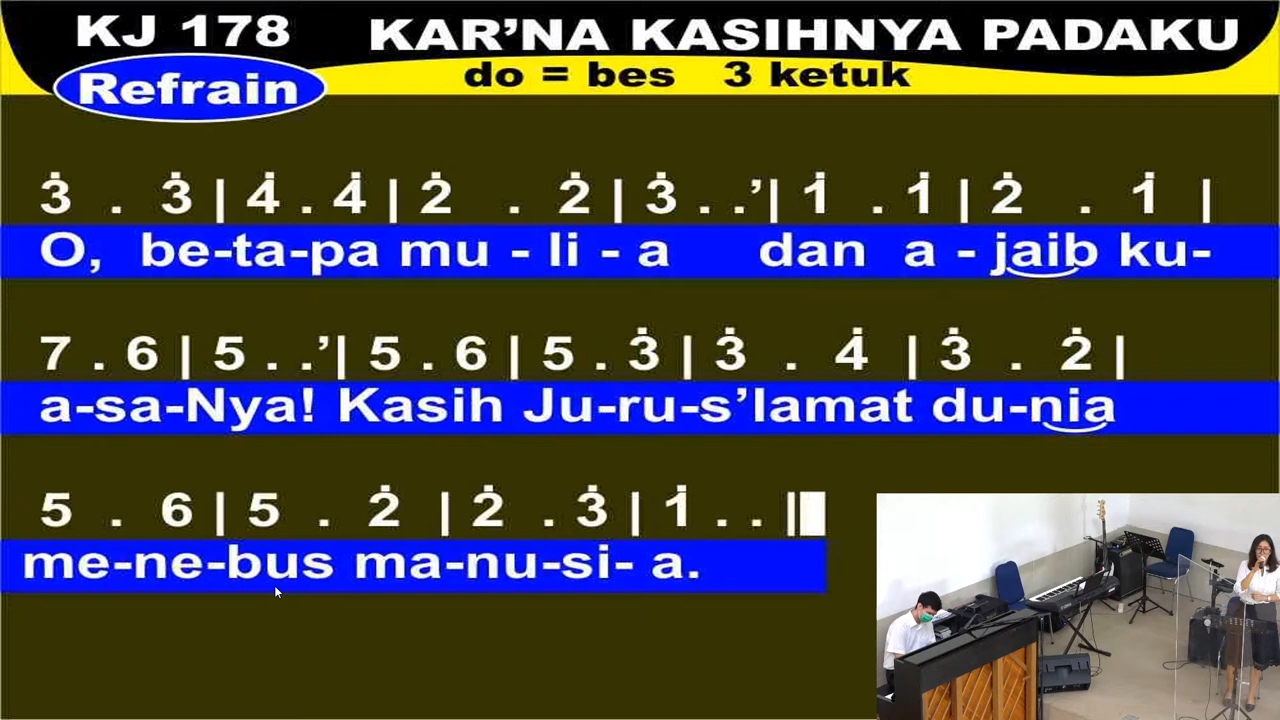 KJ 178
KAR’NA KASIHNYA PADAKU
Refrain
do = bes 3 ketuk
3̇ . 3̇ | 4̇ . 4̇ | 2̇ . 2̇ | 3̇ . .’| 1̇ . 1̇ | 2̇ . 1̇ |
O, be-ta-pa mu - li - a dan a - jaib ku-
7 . 6 | 5 . .’| 5 . 6 | 5 . 3̇ | 3̇ . 4̇ | 3̇ . 2̇ |
a-sa-Nya! Kasih Ju-ru-s’lamat du-nia
5 . 6 | 5 . 2̇ | 2̇ . 3̇ | 1̇ . . ||
me-ne-bus ma-nu-si- a.